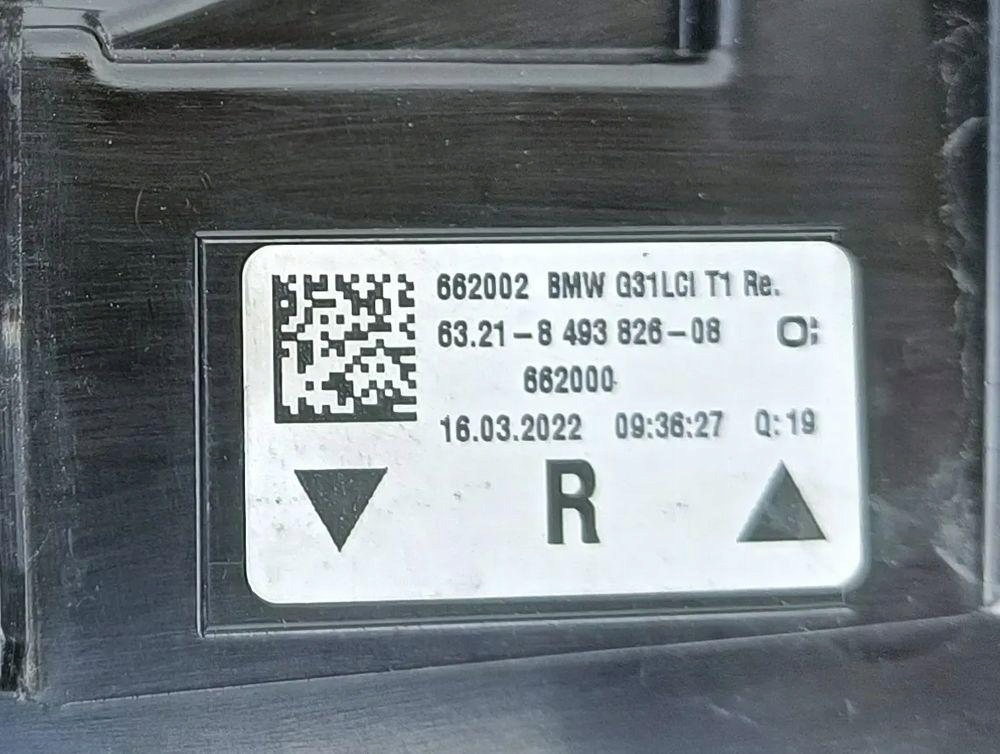 662002 BMW G31LCI T1 Re.
63.21-8 493 826-08
662000
16.03.2022 09:36:27 Q:19
R